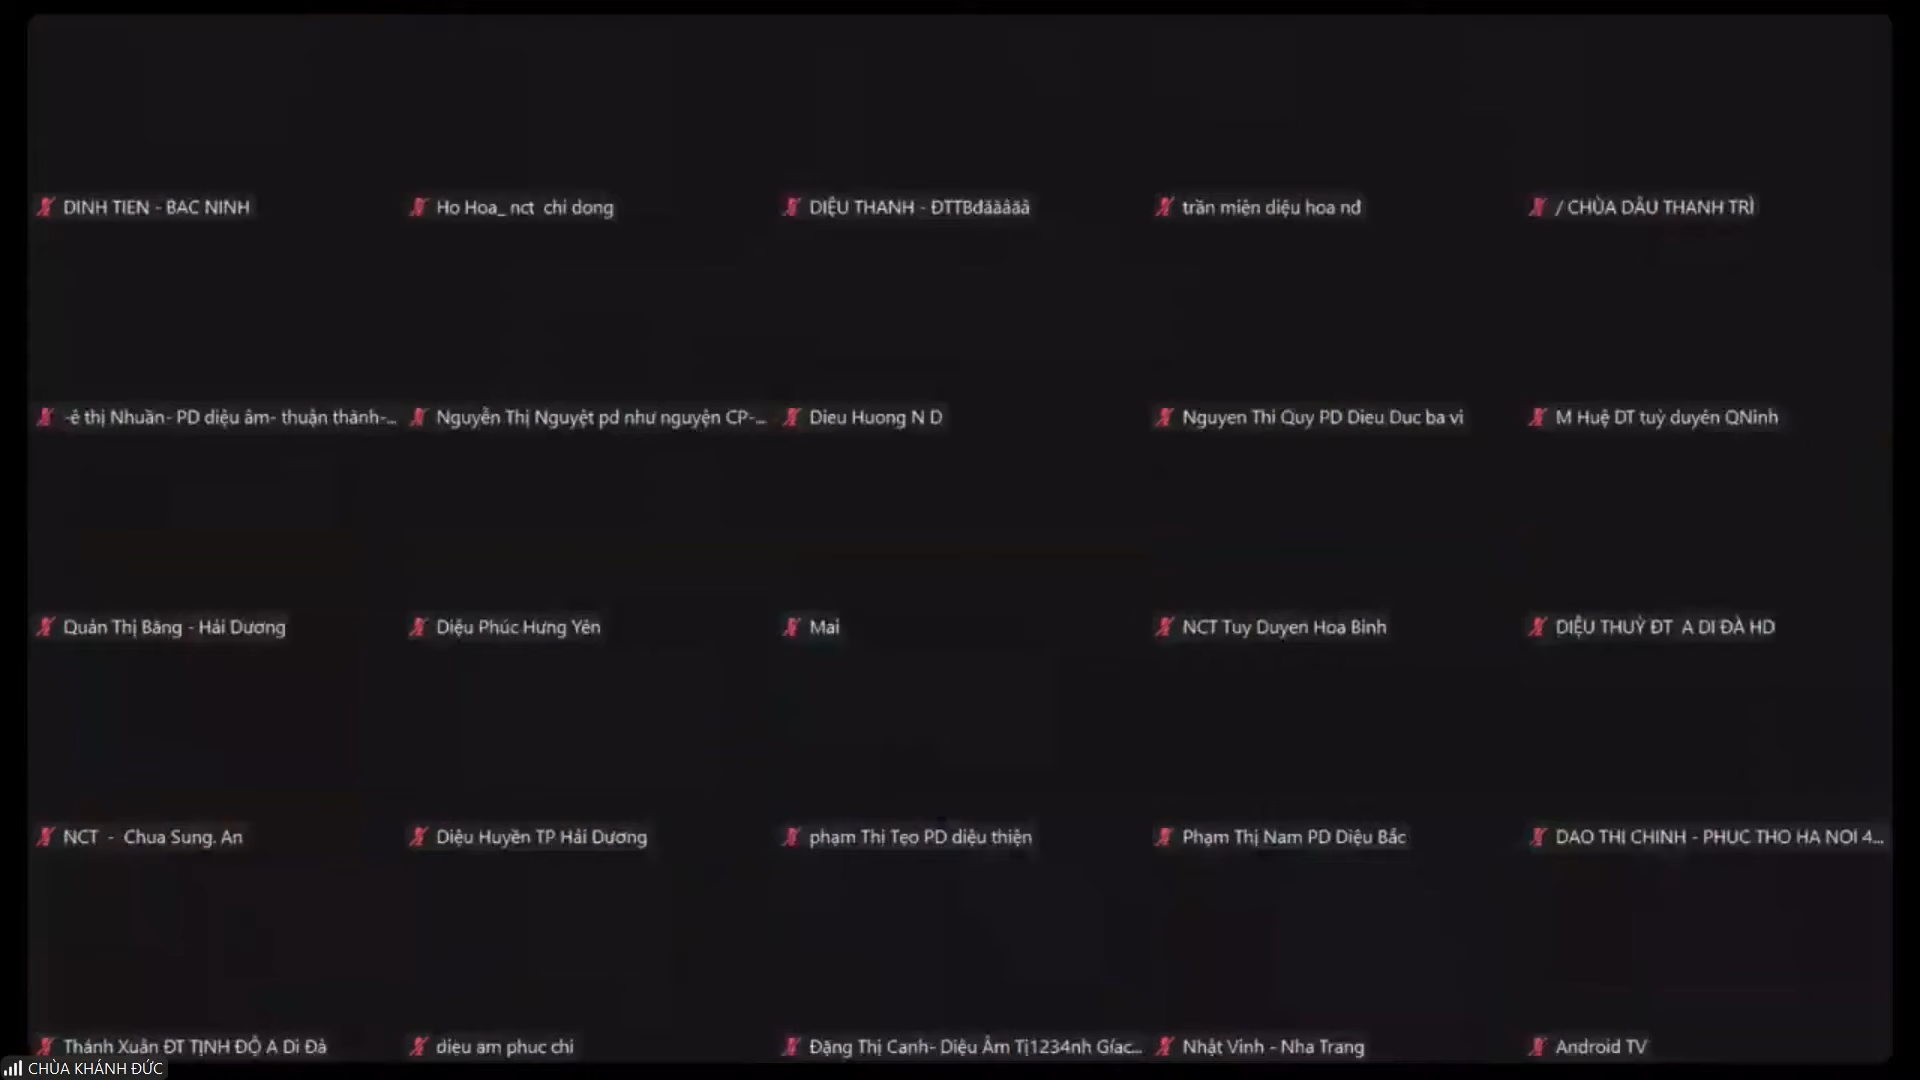 DINH TIEN - BAC NINH
Ho Hoa_ nct chi dong
DIỆU THANH - ĐTTBđăăâăâ
trần miện diệu hoa nđ
/ CHÙA DÂU THANH TRÌ
-ê thị Nhuần- PD diệu âm- thuận thành-...
Nguyễn Thị Nguyệt pd như nguyện CP-...
Dieu Huong N D
Nguyen Thi Quy PD Dieu Duc ba vi
M Huệ DT tuỳ duyên QNinh
Quản Thị Băng - Hải Dương
Diệu Phúc Hưng Yên
Mai
NCT Tuy Duyen Hoa Binh
DIỆU THUỲ ĐT A DI ĐÀ HD
NCT - Chua Sung. An
Diệu Huyền TP Hải Dương
phạm Thi Tẹo PD diệu thiện
Phạm Thị Nam PD Diệu Bắc
DAO THI CHINH - PHUC THO HA NOI 4...
Thánh Xuân ĐT TỊNH ĐỘ A Di Đà
dieu am phuc chi
Đặng Thị Canh- Diệu Âm Tị1234nh Gíac...
Nhật Vinh - Nha Trang
Android TV
CHÙA KHÁNH ĐỨC